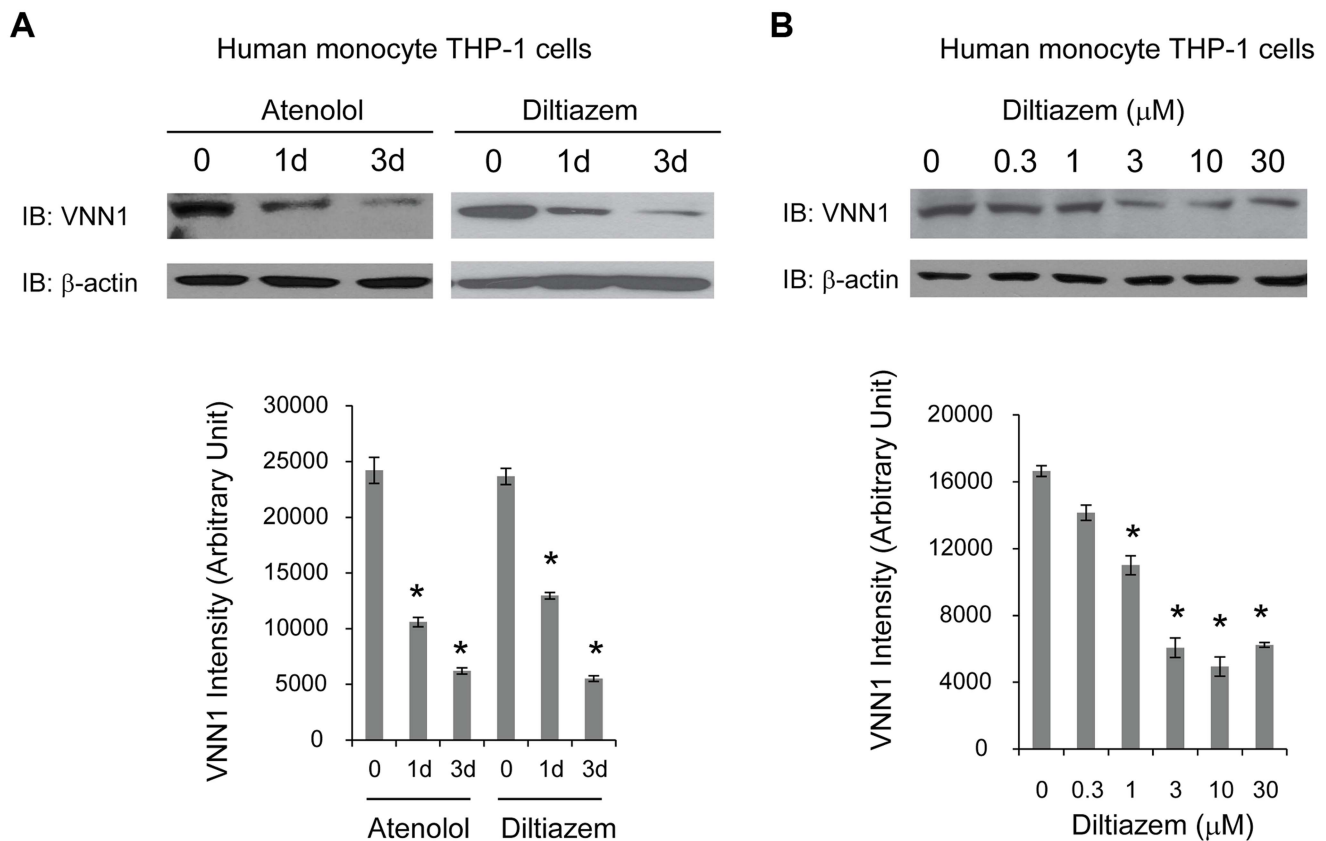 A
Human monocyte THP-1 cells
Atenolol Diltiazem
0 1d 3d 0 1d 3d
IB: VNN1
IB: β-actin
VNN1 Intensity (Arbitrary Unit)
30000
25000
20000
15000
10000
5000
0
* * * *
0 1d 3d 0 1d 3d
Atenolol Diltiazem
B
Human monocyte THP-1 cells
Diltiazem (μM)
0 0.3 1 3 10 30
IB: VNN1
IB: β-actin
VNN1 Intensity (Arbitrary Unit)
20000
16000
12000
8000
4000
0
* * * *
0 0.3 1 3 10 30
Diltiazem (μM)